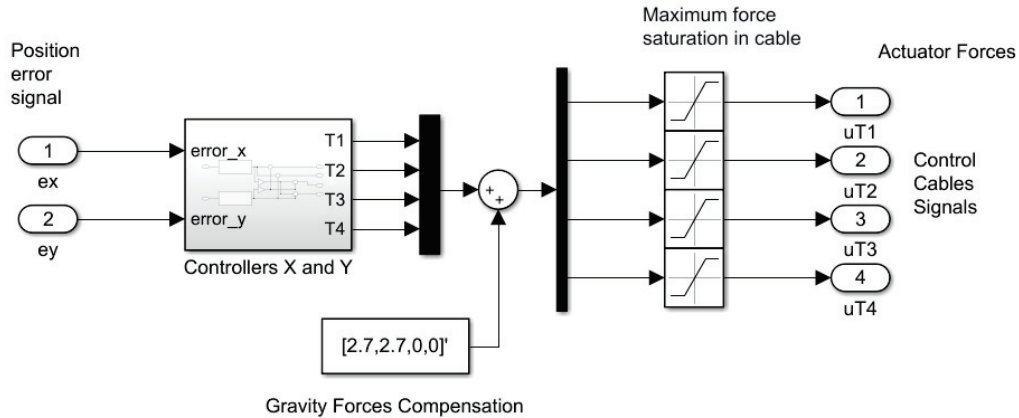 Maximum force
saturation in cable
Position
error
signal
Actuator Forces
1
ex
2
ey
error_x
error_y
T1
T2
T3
T4
Controllers X and Y
+
+
[2.7,2.7,0,0]'
Gravity Forces Compensation
1
uT1
2
uT2
3
uT3
4
uT4
Control
Cables
Signals